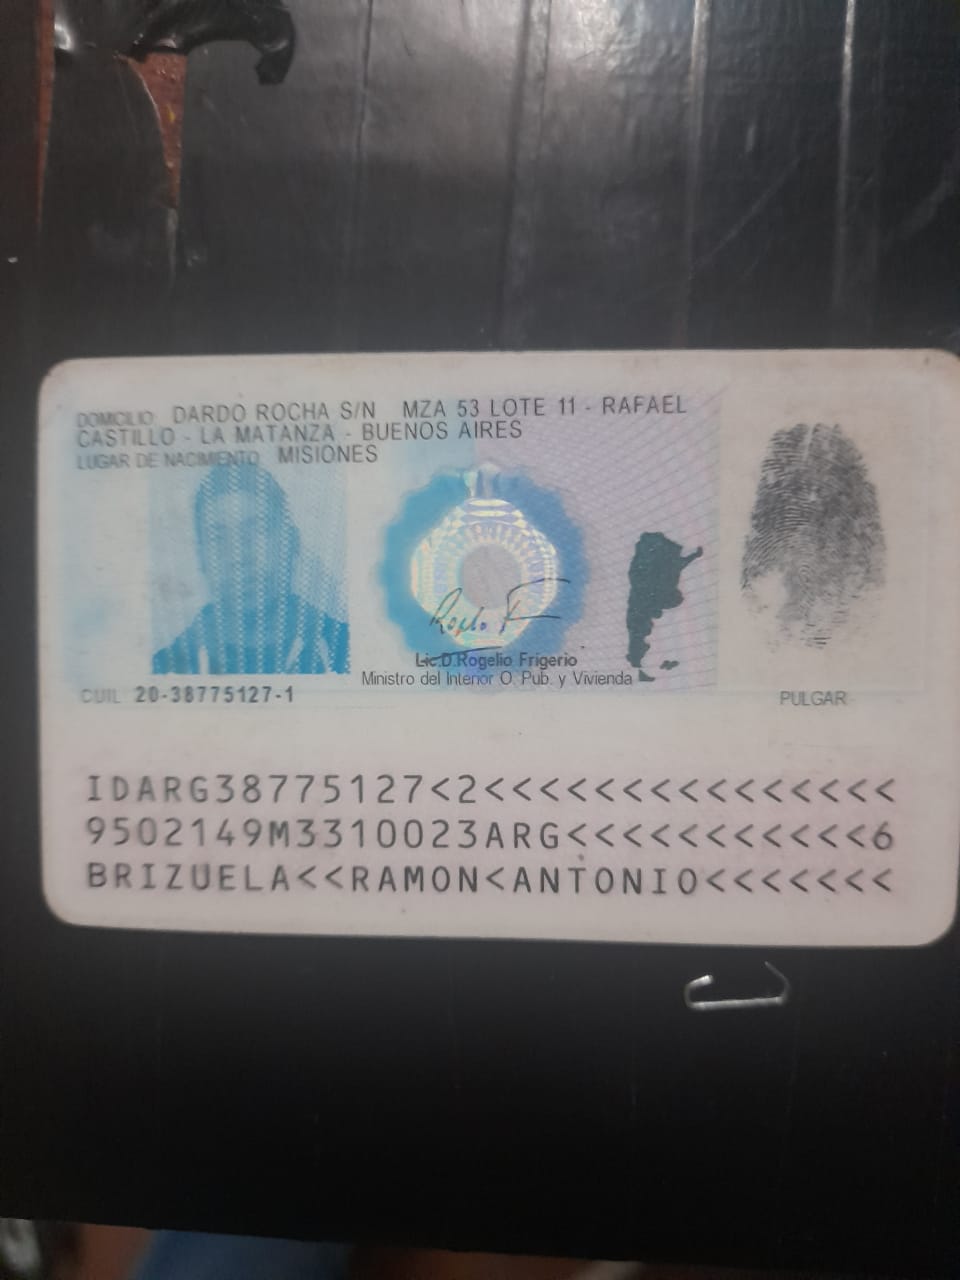 DOMICILIO DARDO ROCHA S/N MZA 53 LOTE 11 - RAFAEL
CASTILLO - LA MATANZA - BUENOS AIRES
LUGAR DE NACIMIENTO MISIONES
Lic.D.Rogelio Frigerio
Ministro del Interior O. Pub. y Vivienda
CUIL 20-38775127-1
PULGAR
IDARG38775127<2<<<<<<<<<<<<<<<
9502149M3310023ARG<<<<<<<<<<<6
BRIZUELA<<RAMON<ANTONIO<<<<<<<